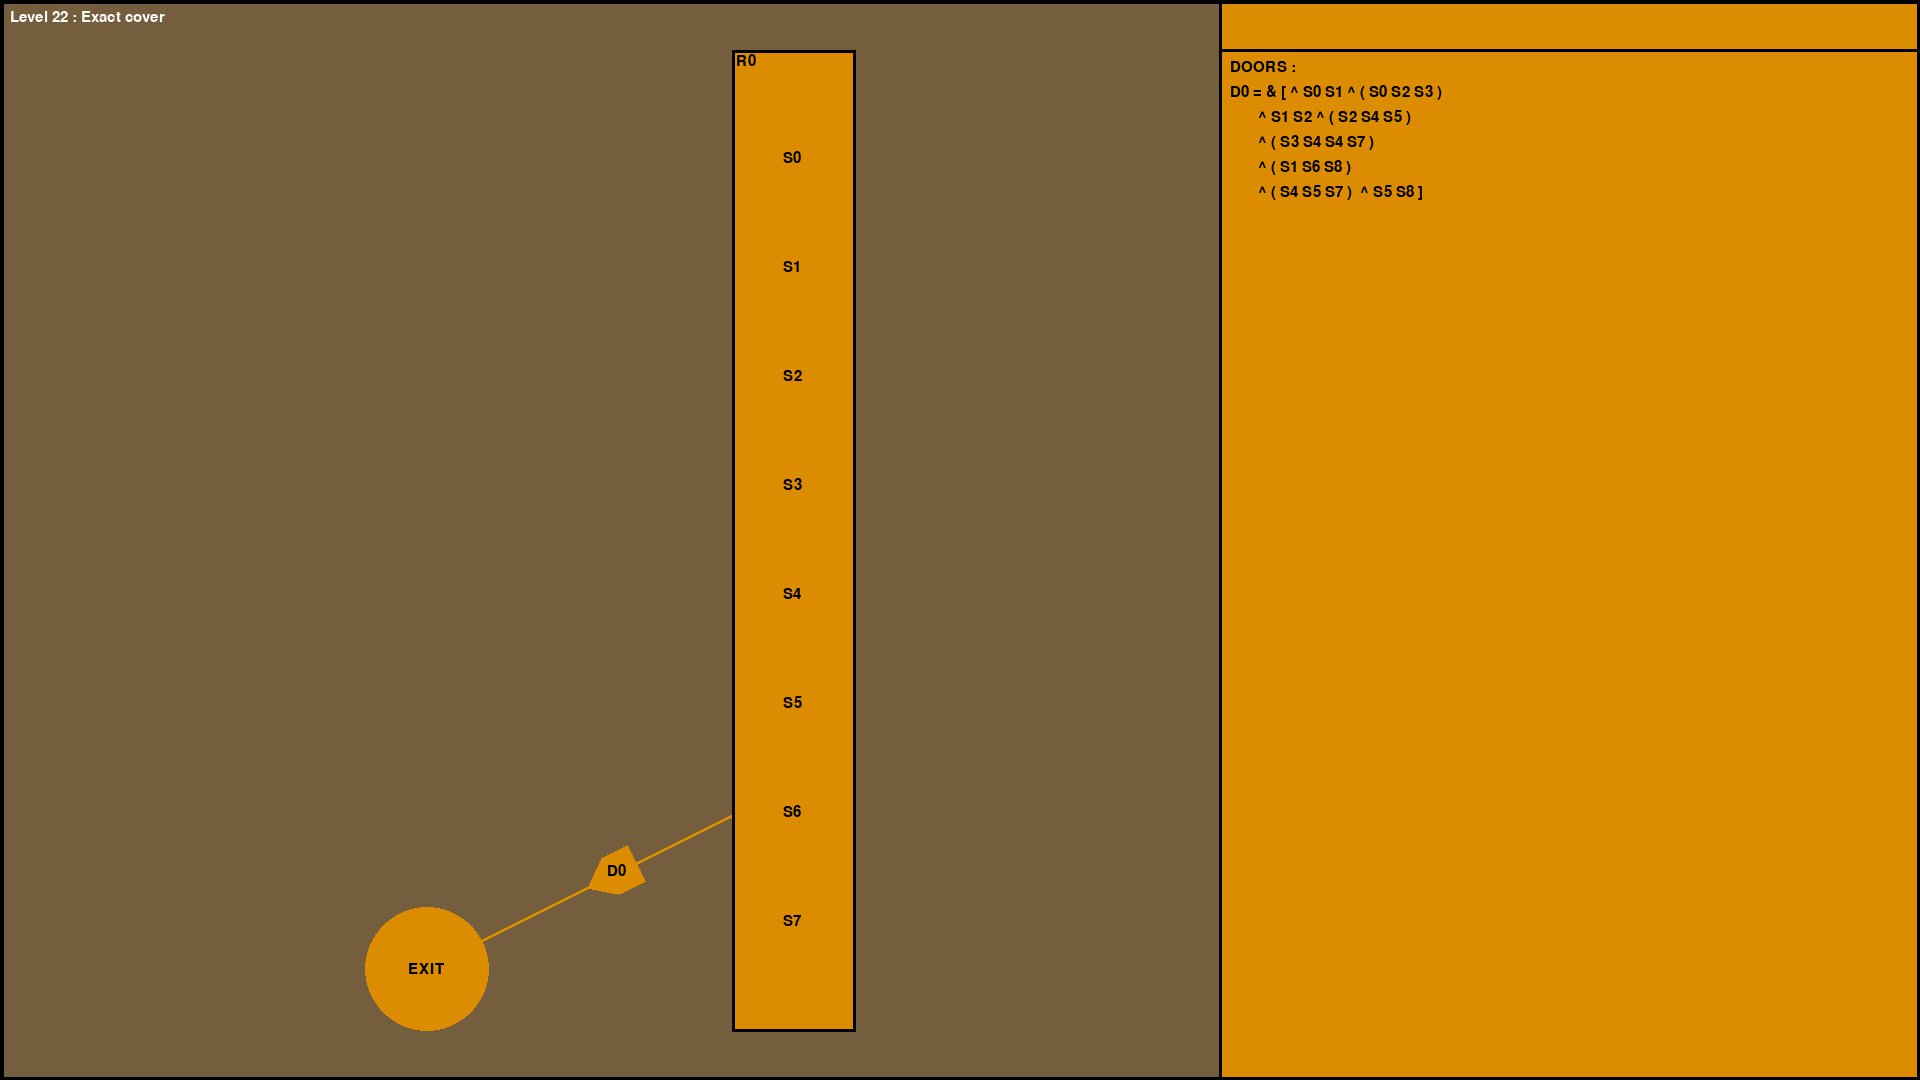 Level 22 : Exact cover
R0
S0
S1
S2
S3
S4
S5
S6
S7
D0
EXIT
DOORS :
D0 = & [ ^ S0 S1 ^ ( S0 S2 S3 )
^ S1 S2 ^ ( S2 S4 S5 )
^ ( S3 S4 S4 S7 )
^ ( S1 S6 S8 )
^ ( S4 S5 S7 ) ^ S5 S8 ]